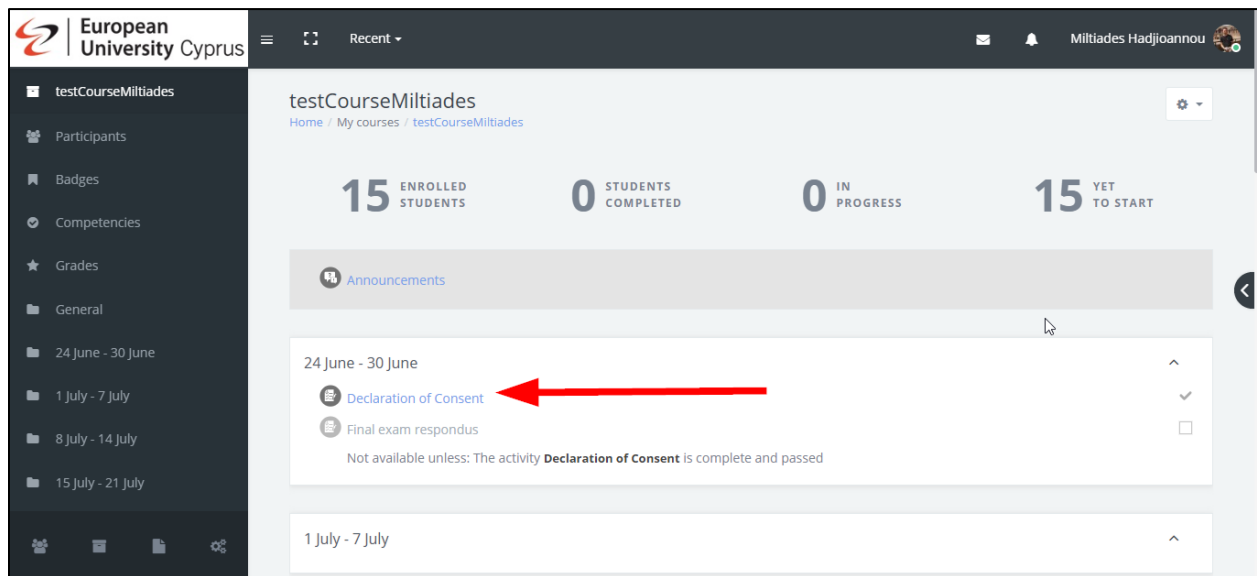 European
University Cyprus
Recent
Miltiades Hadjioannou
testCourseMiltiades
Participants
Badges
Competencies
Grades
General
24 June - 30 June
1 July - 7 July
8 July - 14 July
15 July - 21 July
testCourseMiltiades
Home / My courses / testCourseMiltiades
15 ENROLLED
STUDENTS
0 STUDENTS
COMPLETED
0 IN
PROGRESS
15 YET
TO START
Announcements
24 June - 30 June
Declaration of Consent
Final exam respondus
Not available unless: The activity Declaration of Consent is complete and passed
1 July - 7 July